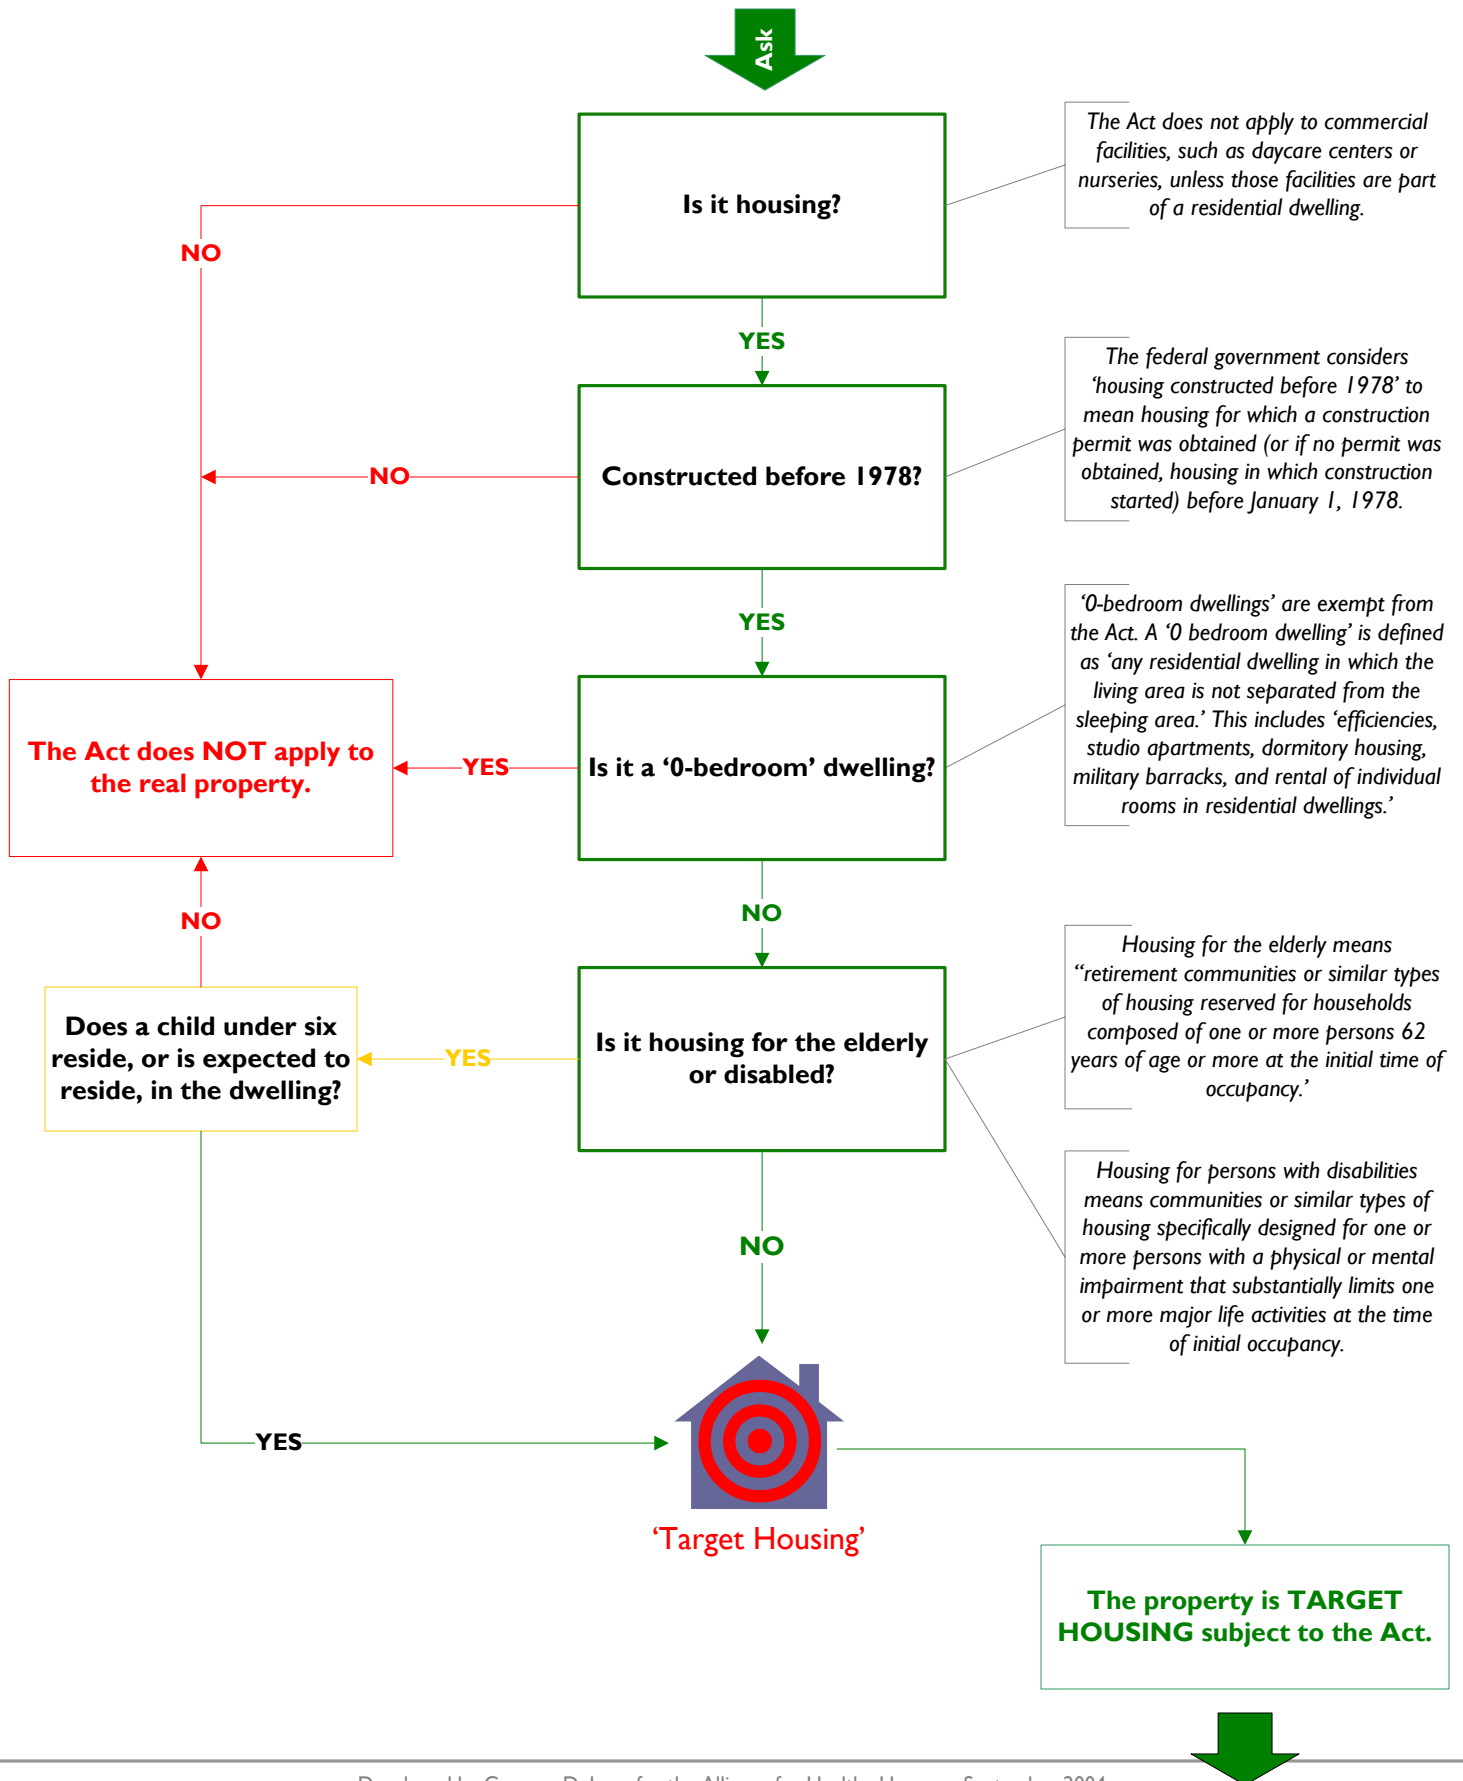 Ask
Is it housing?
The Act does not apply to commercial
facilities, such as daycare centers or
nurseries, unless those facilities are part
of a residential dwelling.
NO
YES
Constructed before 1978?
The federal government considers
‘housing constructed before 1978’ to
mean housing for which a construction
permit was obtained (or if no permit was
obtained, housing in which construction
started) before January 1, 1978.
NO
YES
Is it a ‘0-bedroom’ dwelling?
‘0-bedroom dwellings’ are exempt from
the Act. A ‘0 bedroom dwelling’ is defined
as ‘any residential dwelling in which the
living area is not separated from the
sleeping area.’ This includes ‘efficiencies,
studio apartments, dormitory housing,
military barracks, and rental of individual
rooms in residential dwellings.’
YES
The Act does NOT apply to
the real property.
NO
NO
Is it housing for the elderly
or disabled?
Housing for the elderly means
“retirement communities or similar types
of housing reserved for households
composed of one or more persons 62
years of age or more at the initial time of
occupancy.’
Housing for persons with disabilities
means communities or similar types of
housing specifically designed for one or
more persons with a physical or mental
impairment that substantially limits one
or more major life activities at the time
of initial occupancy.
YES
Does a child under six
reside, or is expected to
reside, in the dwelling?
NO
YES
‘Target Housing’
The property is TARGET
HOUSING subject to the Act.
for the Alliance for Healthy Homes September 2004